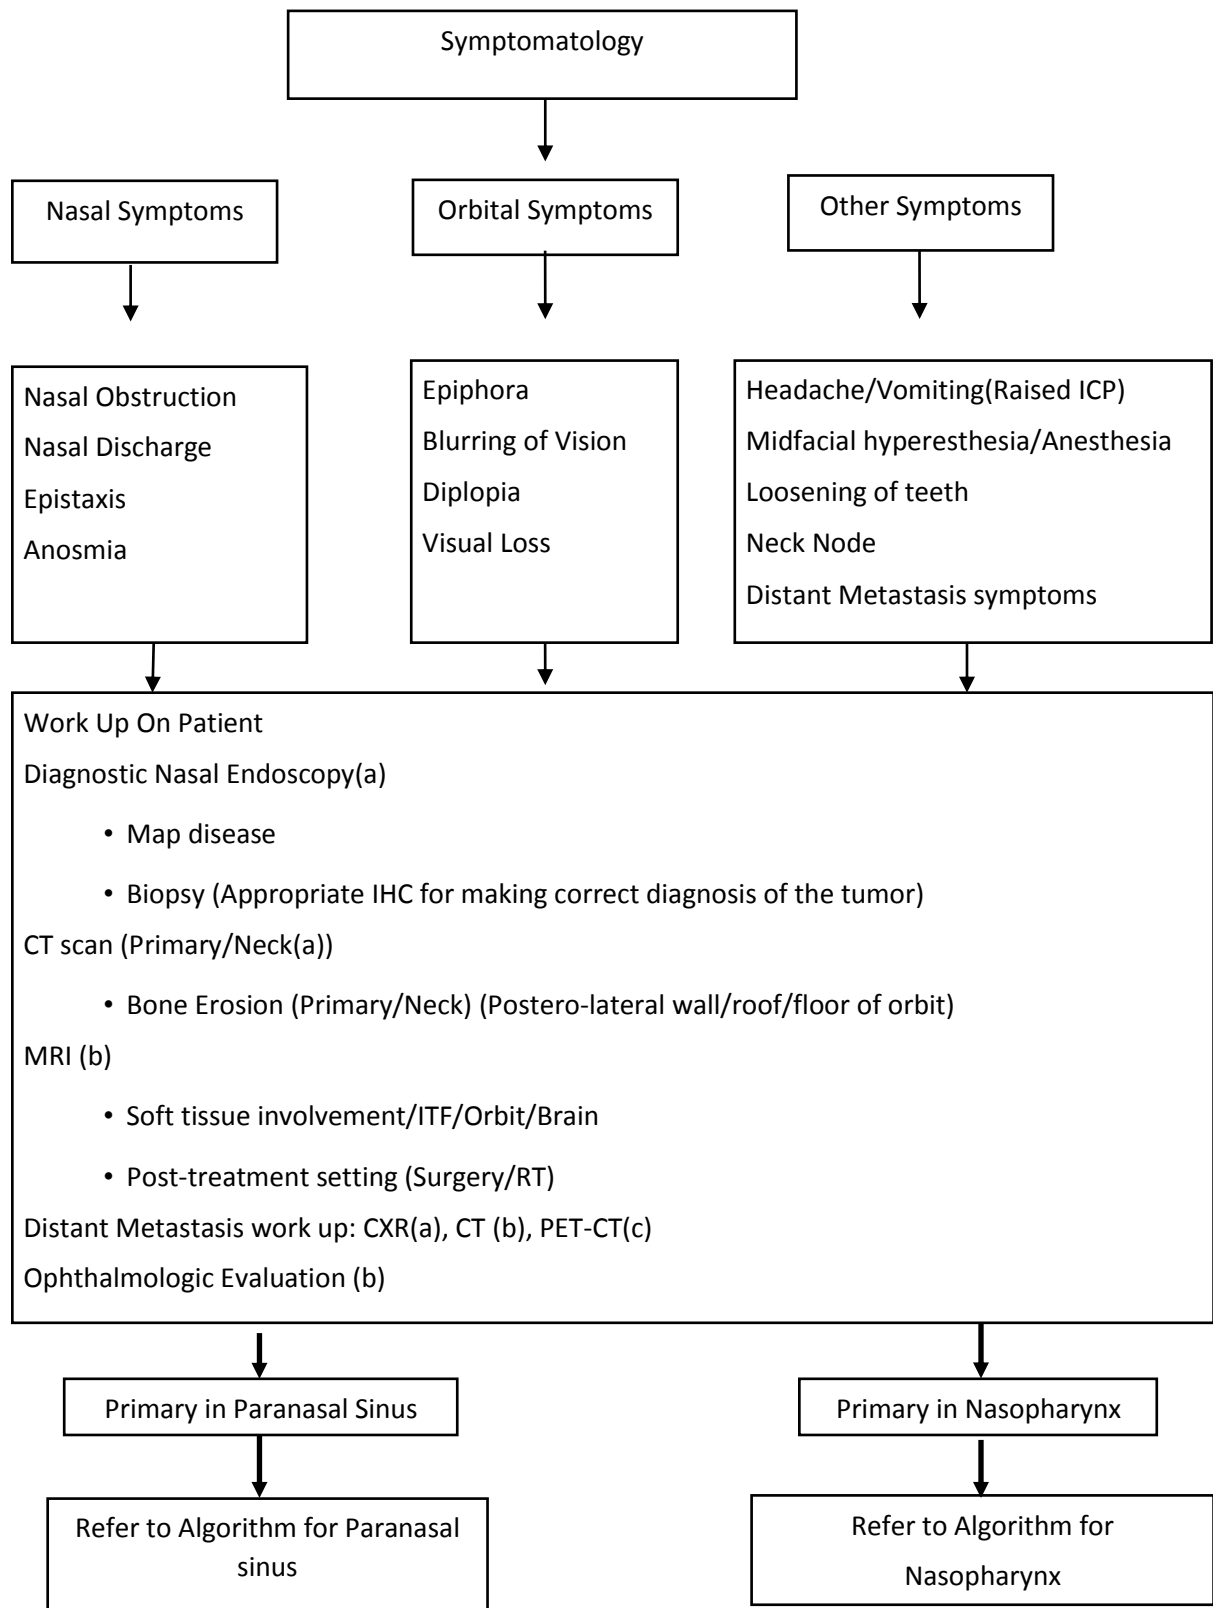 Symptomatology
Nasal Symptoms
Orbital Symptoms
Other Symptoms
Nasal Obstruction
Nasal Discharge
Epistaxis
Anosmia
Epiphora
Blurring of Vision
Diplopia
Visual Loss
Headache/Vomiting(Raised ICP)
Midfacial hyperesthesia/Anesthesia
Loosening of teeth
Neck Node
Distant Metastasis symptoms
Work Up On Patient
Diagnostic Nasal Endoscopy(a)
• Map disease
• Biopsy (Appropriate IHC for making correct diagnosis of the tumor)
CT scan (Primary/Neck(a))
• Bone Erosion (Primary/Neck) (Postero-lateral wall/roof/floor of orbit)
MRI (b)
• Soft tissue involvement/ITF/Orbit/Brain
• Post-treatment setting (Surgery/RT)
Distant Metastasis work up: CXR(a), CT (b), PET-CT(c)
Ophthalmologic Evaluation (b)
Primary in Paranasal Sinus
Primary in Nasopharynx
Refer to Algorithm for Paranasal
sinus
Refer to Algorithm for
Nasopharynx